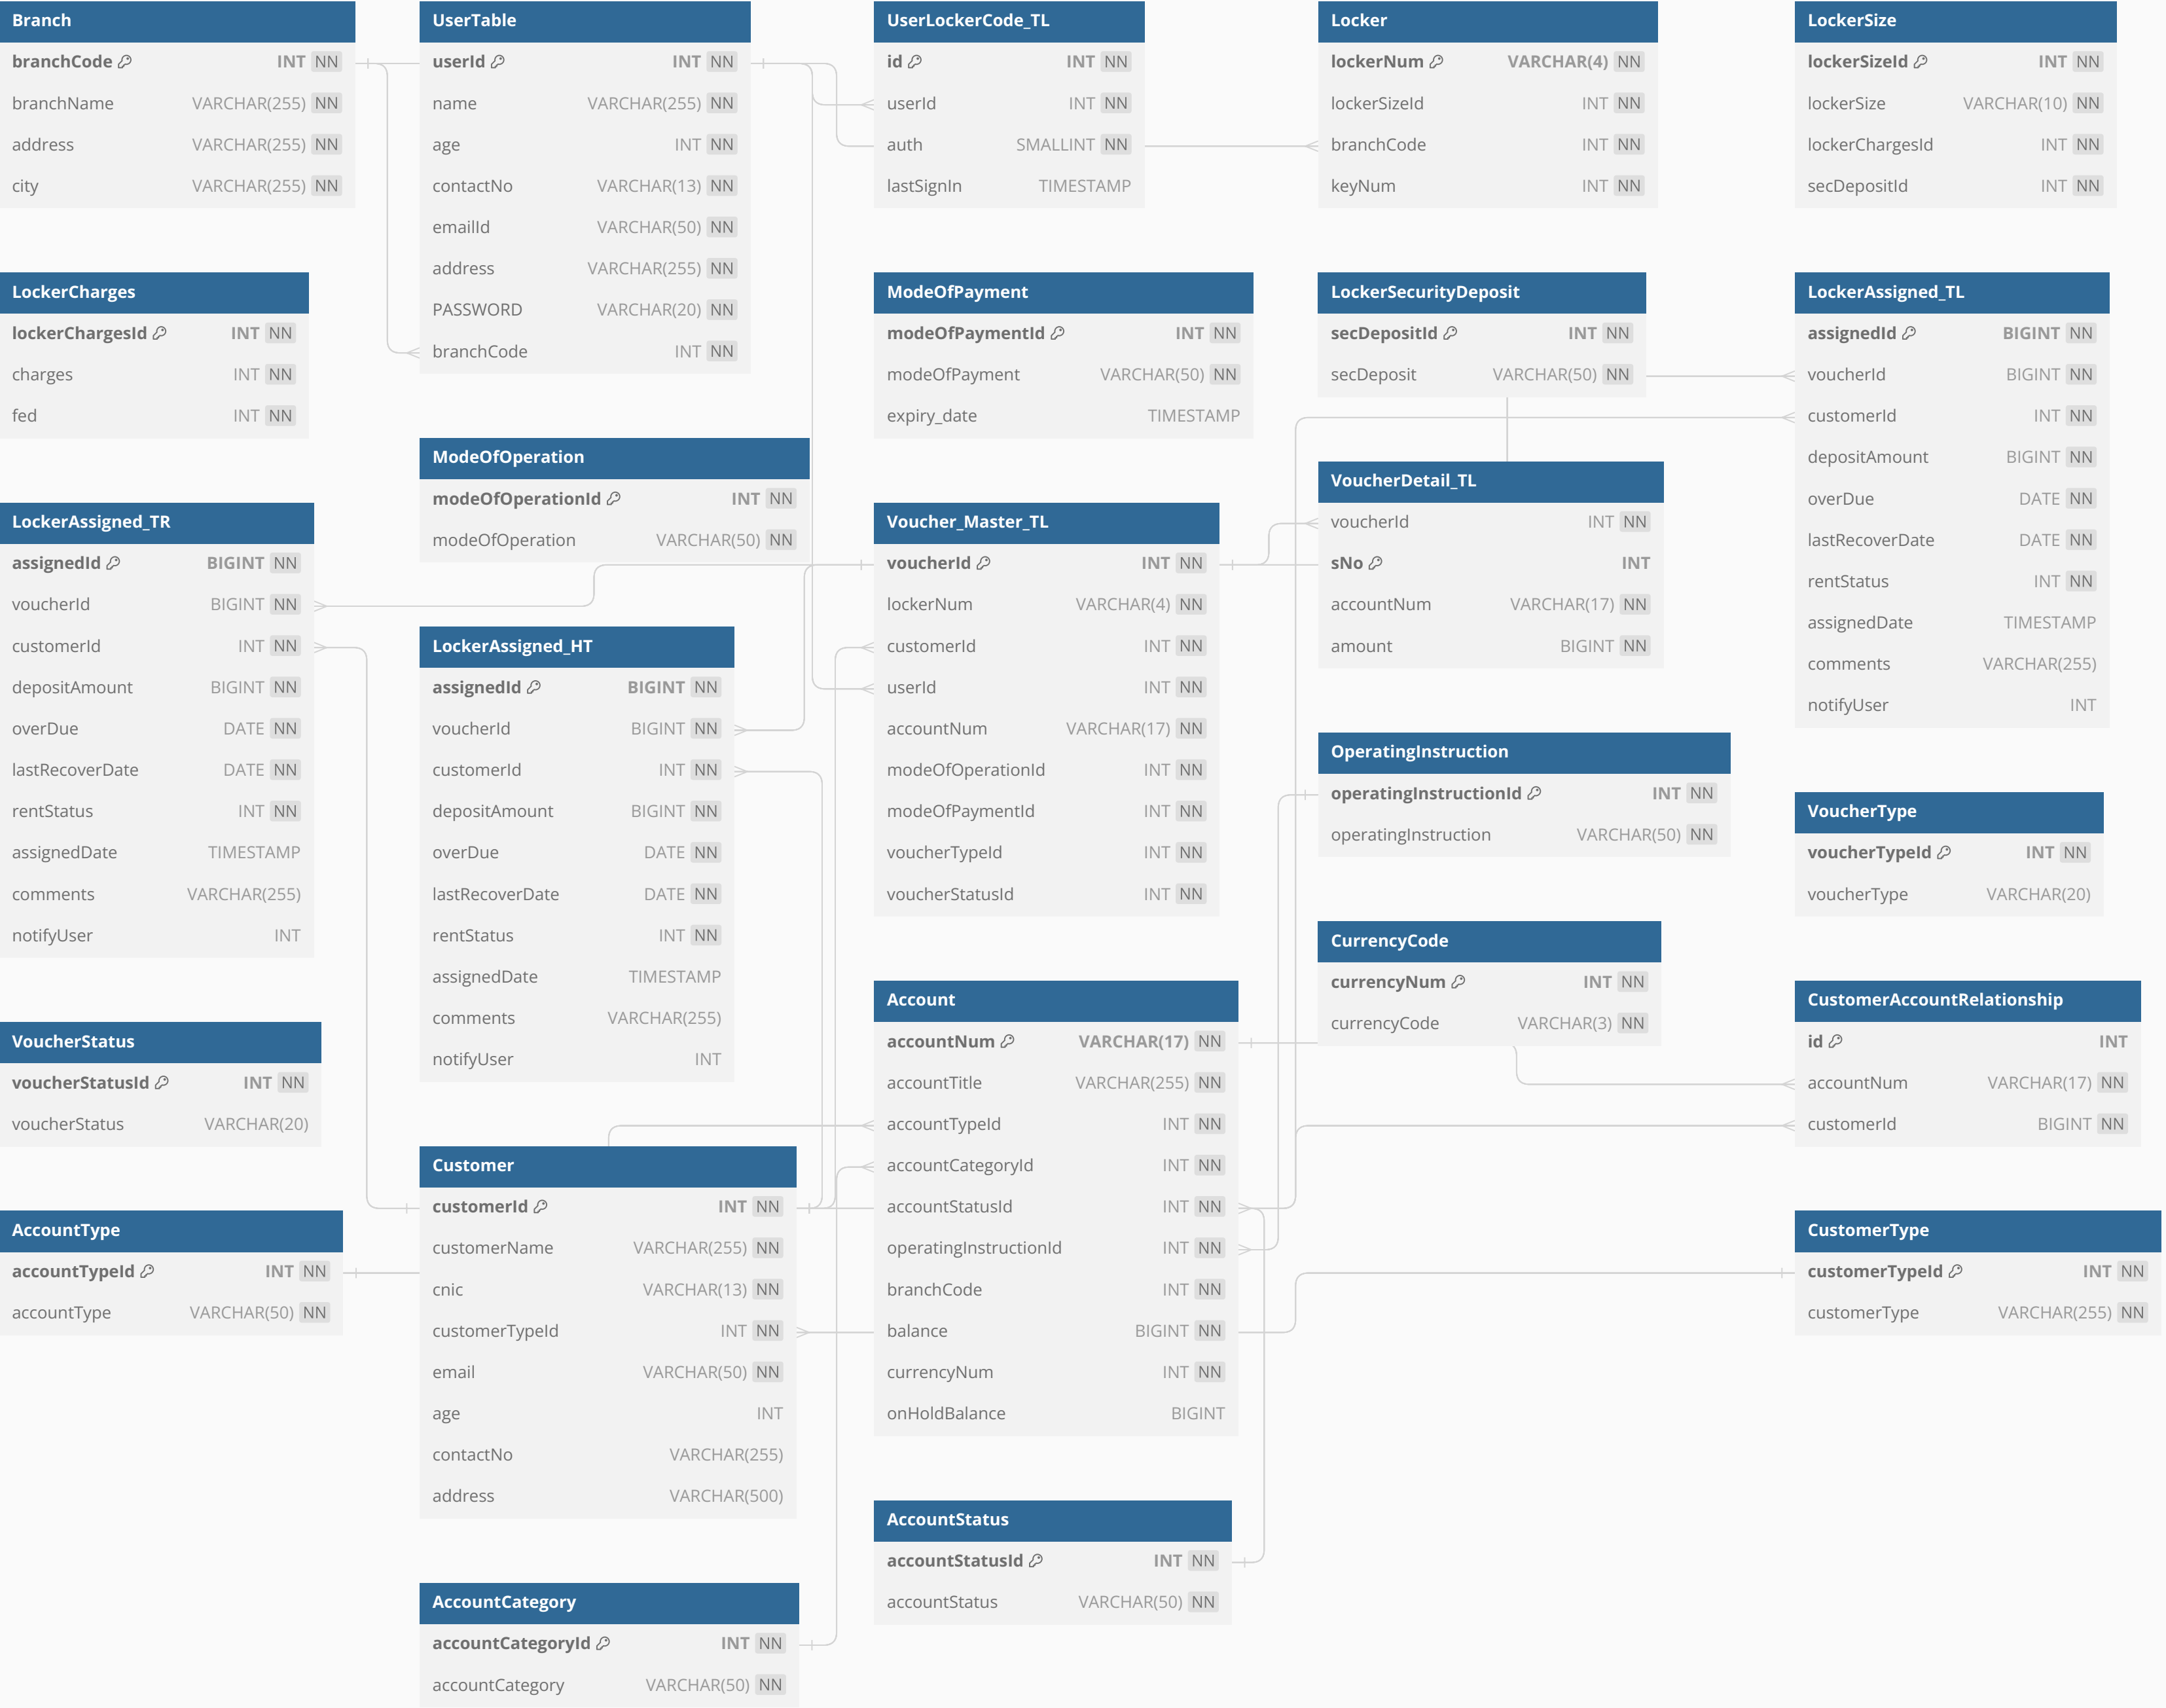 Branch
branchCode INT NN
branchName VARCHAR(255) NN
address VARCHAR(255) NN
city VARCHAR(255) NN
UserTable
userId INT NN
name VARCHAR(255) NN
age INT NN
contactNo VARCHAR(13) NN
emailId VARCHAR(50) NN
address VARCHAR(255) NN
PASSWORD VARCHAR(20) NN
branchCode INT NN
UserLockerCode_TL
id INT NN
userId INT NN
auth SMALLINT NN
lastSignIn TIMESTAMP
Locker
lockerNum VARCHAR(4) NN
lockerSizeId INT NN
branchCode INT NN
keyNum INT NN
LockerSize
lockerSizeId INT NN
lockerSize VARCHAR(10) NN
lockerChargesId INT NN
secDepositId INT NN
LockerCharges
lockerChargesId INT NN
charges INT NN
fed INT NN
ModeOfPayment
modeOfPaymentId INT NN
modeOfPayment VARCHAR(50) NN
expiry_date TIMESTAMP
LockerSecurityDeposit
secDepositId INT NN
secDeposit VARCHAR(50) NN
LockerAssigned_TL
assignedId BIGINT NN
voucherId BIGINT NN
customerId INT NN
depositAmount BIGINT NN
overDue DATE NN
lastRecoverDate DATE NN
rentStatus INT NN
assignedDate TIMESTAMP
comments VARCHAR(255)
notifyUser INT
ModeOfOperation
modeOfOperationId INT NN
modeOfOperation VARCHAR(50) NN
VoucherDetail_TL
voucherId INT NN
sNo INT
accountNum VARCHAR(17) NN
amount BIGINT NN
LockerAssigned_TR
assignedId BIGINT NN
voucherId BIGINT NN
customerId INT NN
depositAmount BIGINT NN
overDue DATE NN
lastRecoverDate DATE NN
rentStatus INT NN
assignedDate TIMESTAMP
comments VARCHAR(255)
notifyUser INT
Voucher_Master_TL
voucherId INT NN
lockerNum VARCHAR(4) NN
customerId INT NN
userId INT NN
accountNum VARCHAR(17) NN
modeOfOperationId INT NN
modeOfPaymentId INT NN
voucherTypeId INT NN
voucherStatusId INT NN
LockerAssigned_HT
assignedId BIGINT NN
voucherId BIGINT NN
customerId INT NN
depositAmount BIGINT NN
overDue DATE NN
lastRecoverDate DATE NN
rentStatus INT NN
assignedDate TIMESTAMP
comments VARCHAR(255)
notifyUser INT
OperatingInstruction
operatingInstructionId INT NN
operatingInstruction VARCHAR(50) NN
VoucherType
voucherTypeId INT NN
voucherType VARCHAR(20)
CurrencyCode
currencyNum INT NN
currencyCode VARCHAR(3) NN
Account
accountNum VARCHAR(17) NN
accountTitle VARCHAR(255) NN
accountTypeId INT NN
accountCategoryId INT NN
accountStatusId INT NN
operatingInstructionId INT NN
branchCode INT NN
balance BIGINT NN
currencyNum INT NN
onHoldBalance BIGINT
CustomerAccountRelationship
id INT
accountNum VARCHAR(17) NN
customerId BIGINT NN
VoucherStatus
voucherStatusId INT NN
voucherStatus VARCHAR(20)
Customer
customerId INT NN
customerName VARCHAR(255) NN
cnic VARCHAR(13) NN
customerTypeId INT NN
email VARCHAR(50) NN
age INT
contactNo VARCHAR(255)
address VARCHAR(500)
AccountType
accountTypeId INT NN
accountType VARCHAR(50) NN
CustomerType
customerTypeId INT NN
customerType VARCHAR(255) NN
AccountStatus
accountStatusId INT NN
accountStatus VARCHAR(50) NN
AccountCategory
accountCategoryId INT NN
accountCategory VARCHAR(50) NN